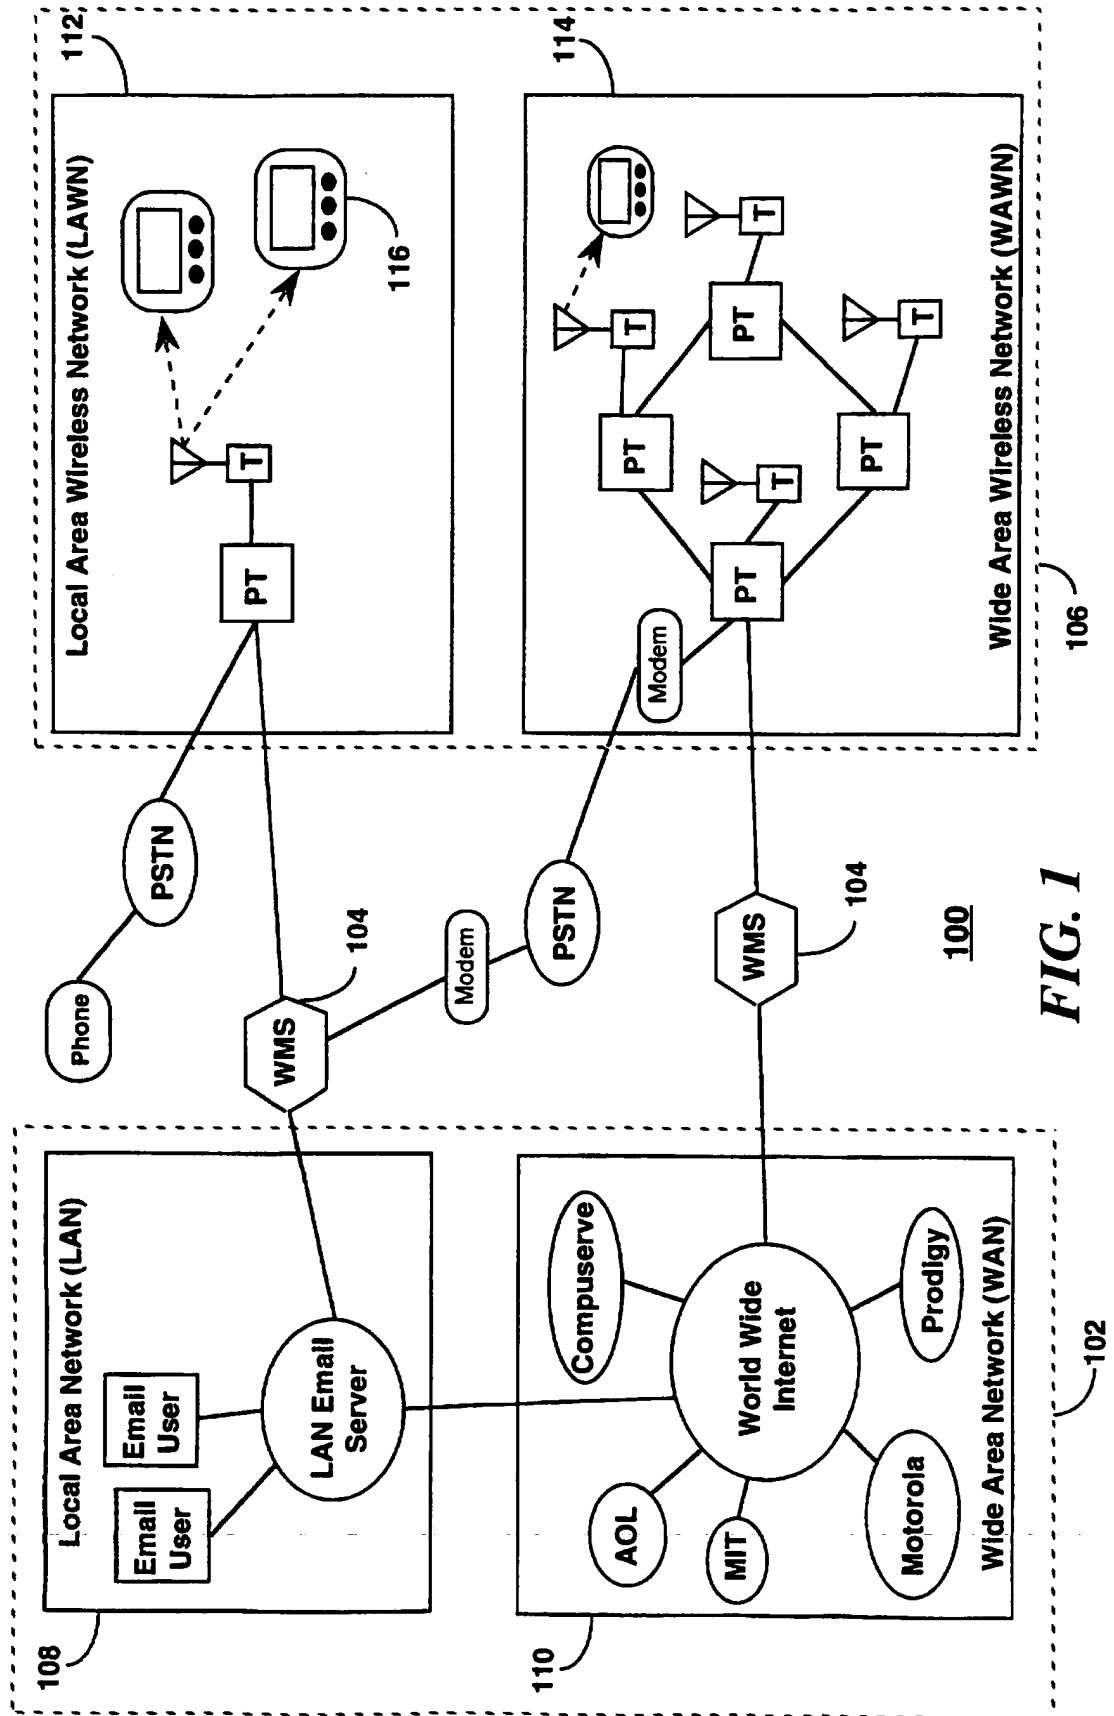 108
Local Area Network (LAN)
Email
User
Email
User
LAN Email
Server
110
AOL
MIT
Compuserve
World Wide
Internet
Motorola
Prodigy
Wide Area Network (WAN)
102
Phone
PSTN
WMS
104
Modem
PSTN
WMS
104
100
FIG. 1
112
Local Area Wireless Network (LAWN)
PT
T
116
114
Modem
PT
T
PT
T
PT
T
PT
T
Wide Area Wireless Network (WAWN)
106